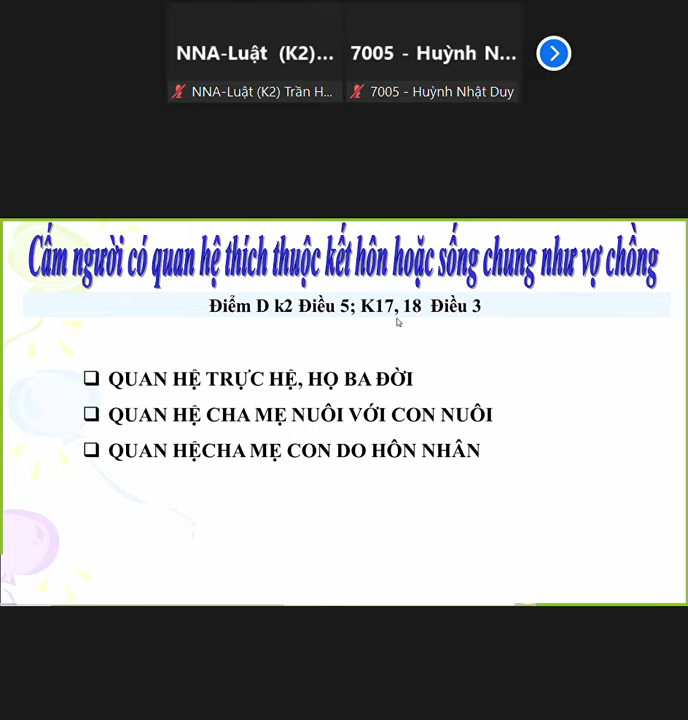 NNA-Luật (K2)... 7005 - Huỳnh N...
NNA-Luật (K2) Trần H... 7005 - Huỳnh Nhật Duy
Cấm người có quan hệ thích thuộc kết hôn hoặc sống chung như vợ chồng
Điểm D k2 Điều 5; K17, 18 Điều 3
QUAN HỆ TRỰC HỆ, HỌ BA ĐỜI
QUAN HỆ CHA MẸ NUÔI VỚI CON NUÔI
QUAN HỆCHA MẸ CON DO HÔN NHÂN